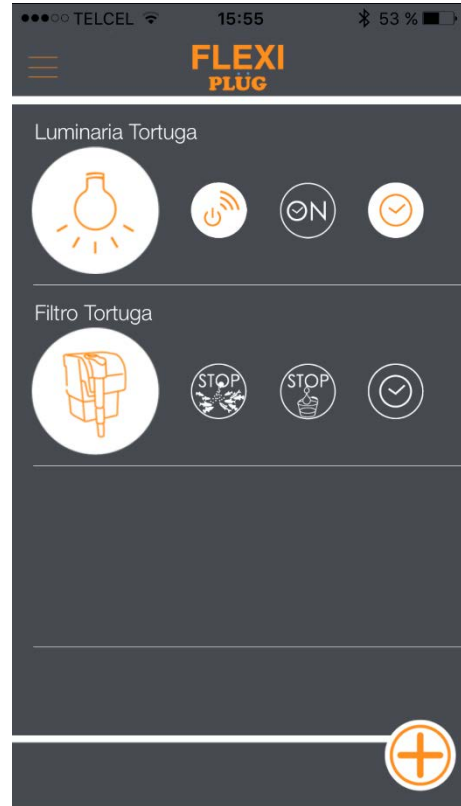 TELCEL 15:55 53 %
FLEXI
PLÜG
Luminaria Tortuga
ON
Filtro Tortuga
STOP STOP